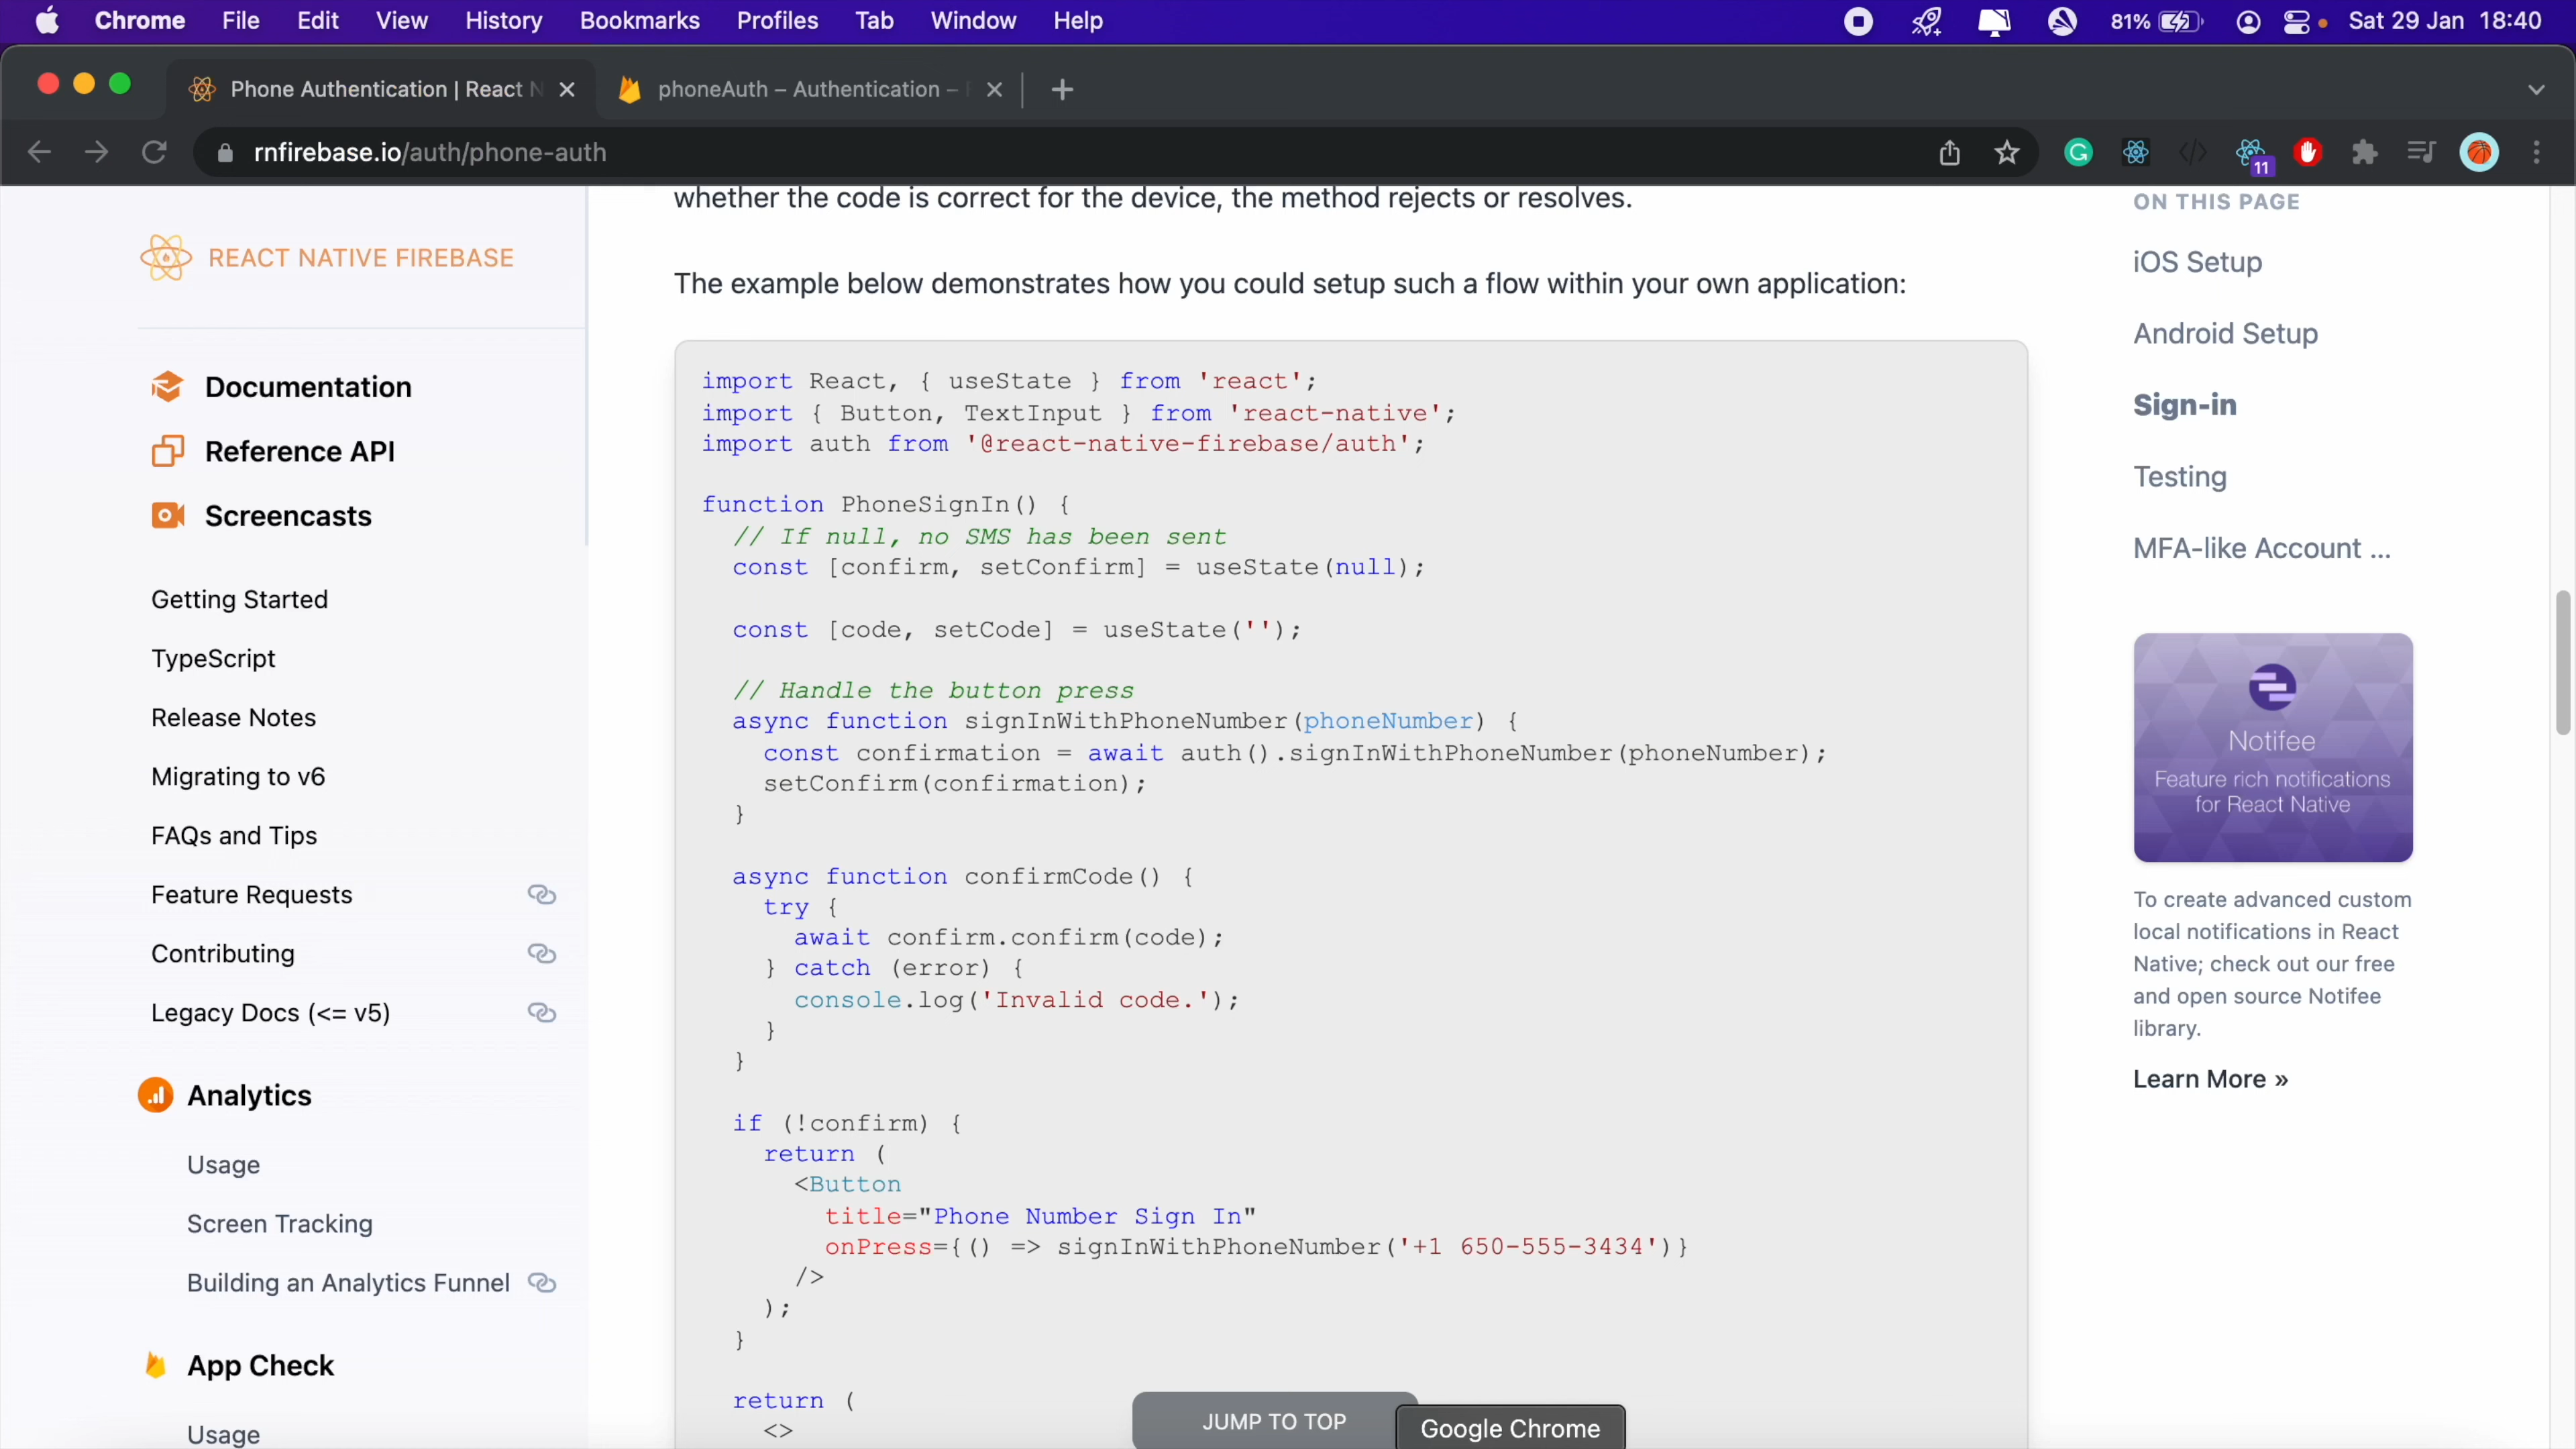 Chrome File Edit View History Bookmarks Profiles Tab Window Help 81% Sat 29 Jan 18:40
Phone Authentication | React N phoneAuth – Authentication –
rnfirebase.io/auth/phone-auth
11
REACT NATIVE FIREBASE
Documentation
Reference API
Screencasts
Getting Started
TypeScript
Release Notes
Migrating to v6
FAQs and Tips
Feature Requests
Contributing
Legacy Docs (<= v5)
Analytics
Usage
Screen Tracking
Building an Analytics Funnel
App Check
Usage
whether the code is correct for the device, the method rejects or resolves.
The example below demonstrates how you could setup such a flow within your own application:
import React, { useState } from 'react';
import { Button, TextInput } from 'react-native';
import auth from '@react-native-firebase/auth';
function PhoneSignIn() {
// If null, no SMS has been sent
const [confirm, setConfirm] = useState(null);
const [code, setCode] = useState('');
// Handle the button press
async function signInWithPhoneNumber(phoneNumber) {
const confirmation = await auth().signInWithPhoneNumber(phoneNumber);
setConfirm(confirmation);
}
async function confirmCode() {
try {
await confirm.confirm(code);
} catch (error) {
console.log('Invalid code.');
}
}
if (!confirm) {
return (
<Button
title="Phone Number Sign In"
onPress={() => signInWithPhoneNumber('+1 650-555-3434')}
/>
);
}
return (
<>
JUMP TO TOP
Google Chrome
ON THIS PAGE
iOS Setup
Android Setup
Sign-in
Testing
MFA-like Account ...
Notifee
Feature rich notifications
for React Native
To create advanced custom
local notifications in React
Native; check out our free
and open source Notifee
library.
Learn More »